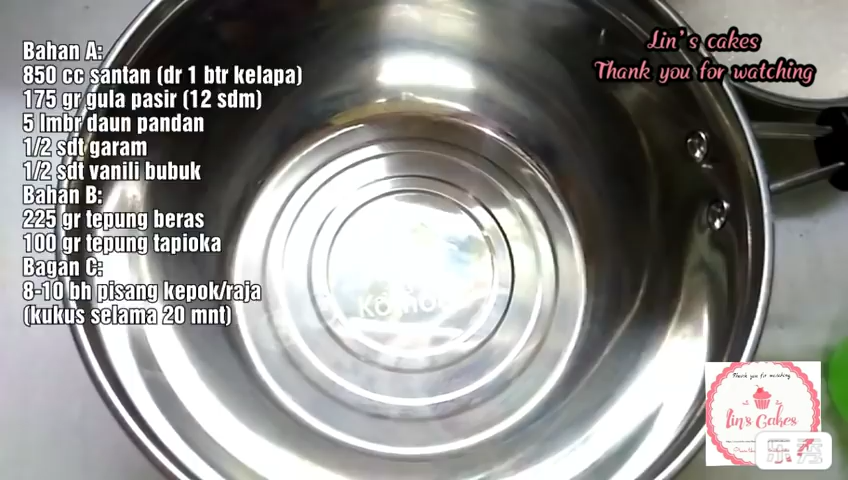 Bahan A:
850 cc santan (dr 1 btr kelapa)
175 gr gula pasir (12 sdm)
5 lmbr daun pandan
1/2 sdt garam
1/2 sdt vanili bubuk
Bahan B:
225 gr tepung beras
100 gr tepung tapioka
Bagan C:
8-10 bh pisang kepok/raja
(kukus selama 20 mnt)
Lin's cakes
Thank you for watching
Thank you for watching
Lin's Cakes
乐秀